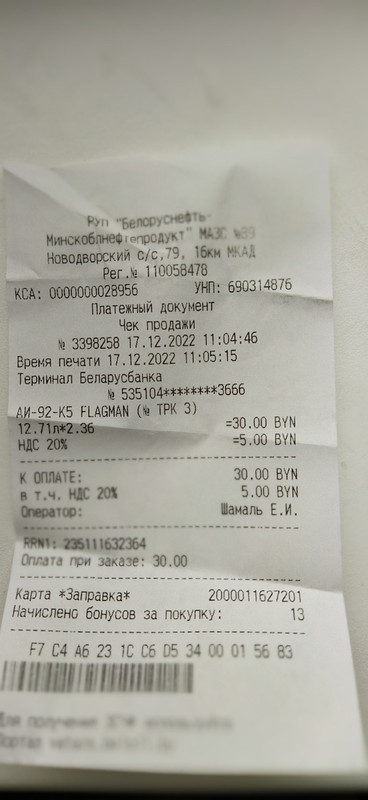 РУП "Белоруснефть-
Минскоблнефтепродукт" МАЗС №89
Новодворский с/с,79, 16км МКАД
Рег.№ 110058478
КСА: 0000000028956 УНП: 690314876
Платежный документ
Чек продажи
№ 3398258 17.12.2022 11:04:46
Время печати 17.12.2022 11:05:15
Терминал Беларусбанка
№ 535104********3666
АИ-92-К5 FLAGMAN (№ ТРК 3)
12.71л*2.36 =30.00 BYN
НДС 20% =5.00 BYN
К ОПЛАТЕ: 30.00 BYN
в т.ч. НДС 20% 5.00 BYN
Оператор: Шамаль Е.И.
RRN1: 235111632364
Оплата при заказе: 30.00
Карта *Заправка* 2000011627201
Начислено бонусов за покупку: 13
F7 C4 A6 23 1C C6 D5 34 00 01 56 83
Для получения
Портал